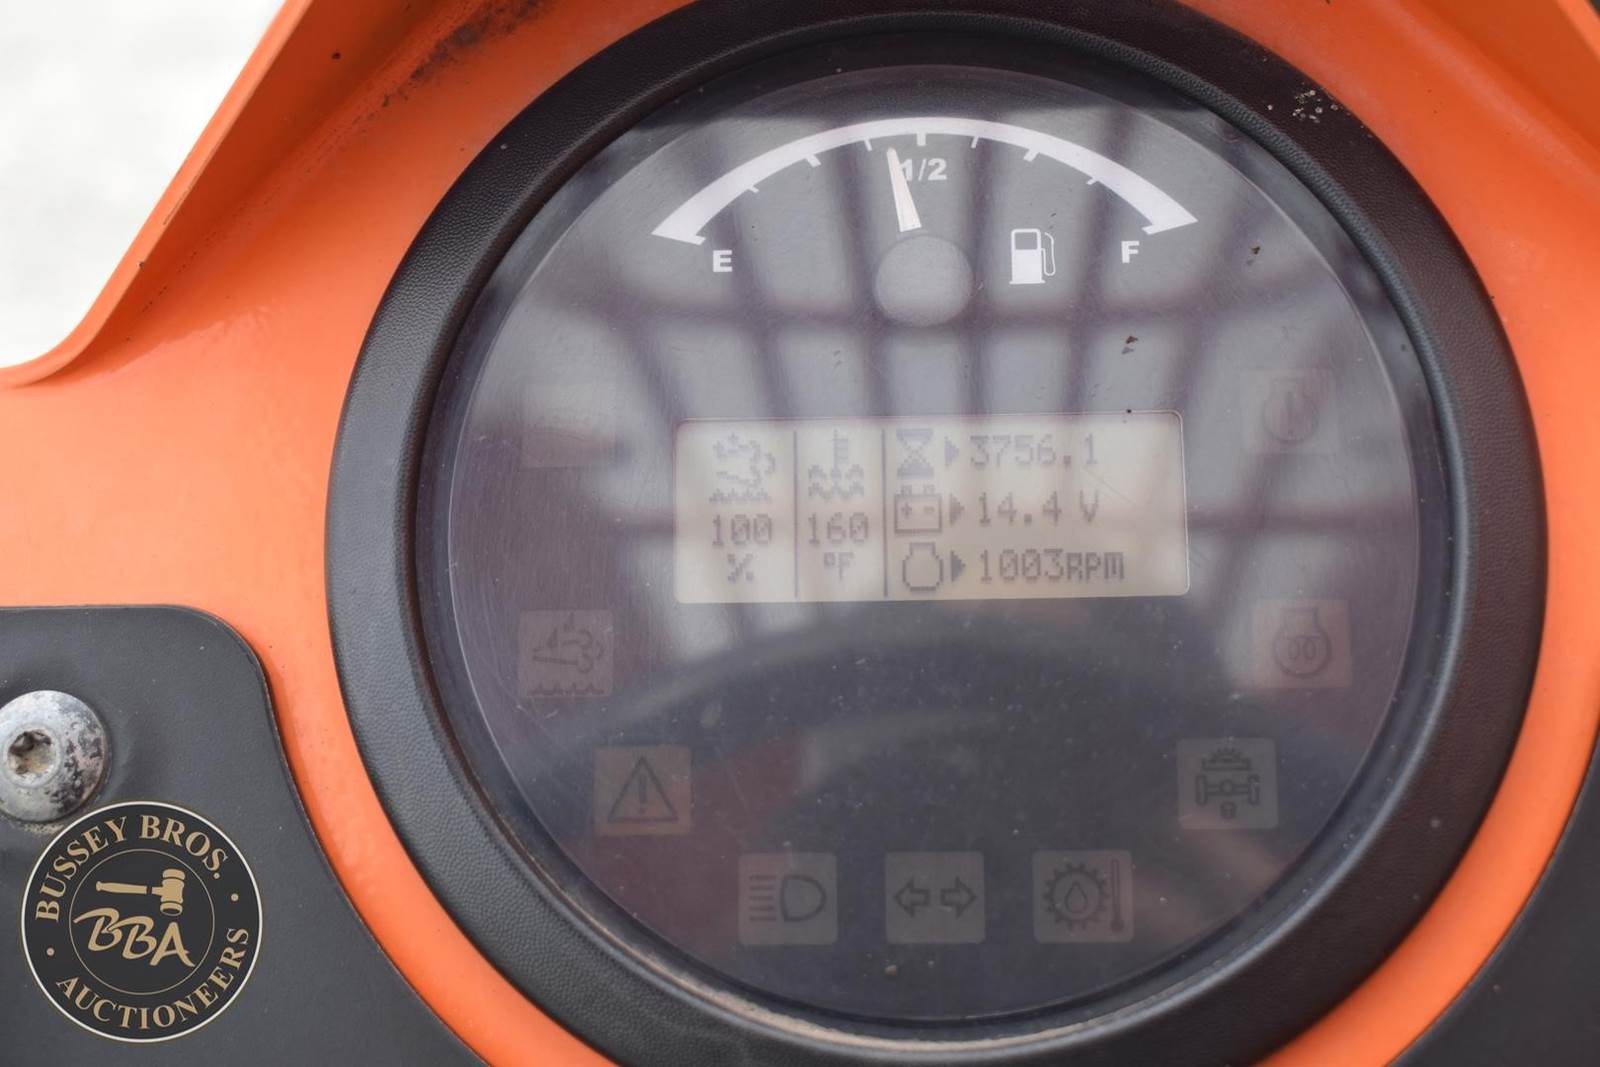 1/2
E
F
3756.1
14.4 V
100
160
%
°F
1003RPM
BUSSEY BROS.
BBA
AUCTIONEERS